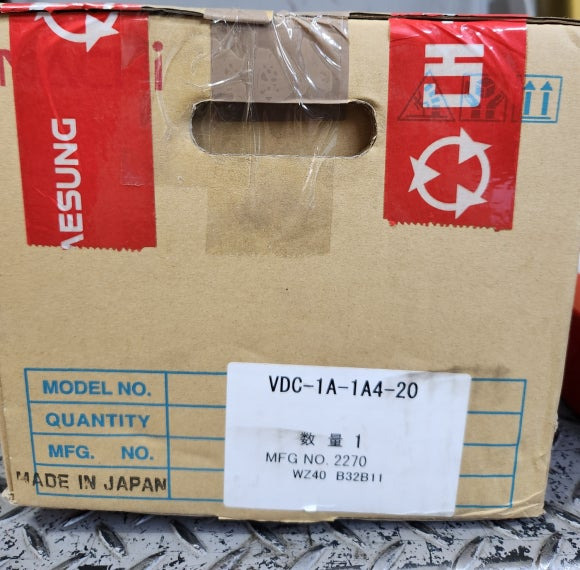 AESUNG
MODEL NO.
QUANTITY
MFG. NO.
MADE IN JAPAN
VDC-1A-1A4-20
数 量 1
MFG NO. 2270
WZ40 B32B11